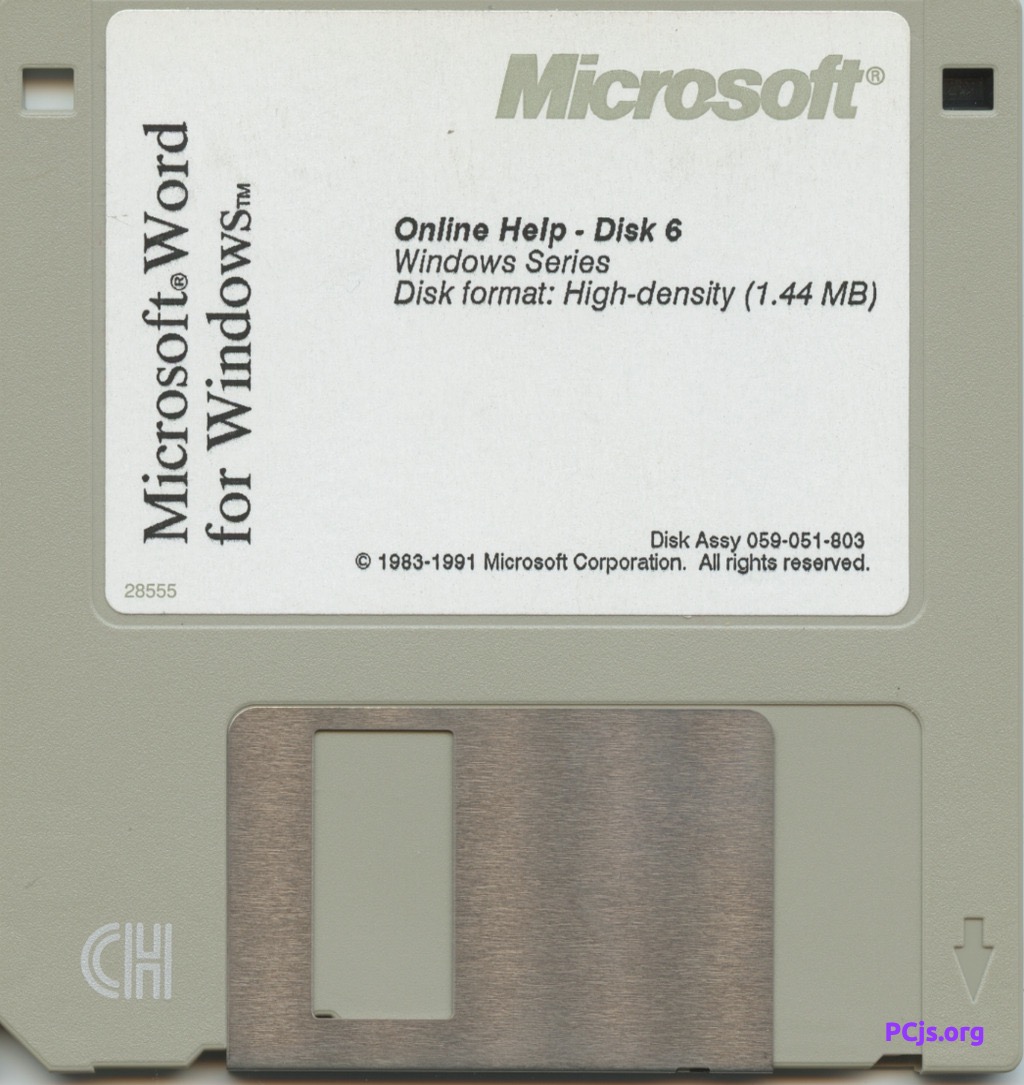 Microsoft®
Microsoft® Word
for Windows™
Online Help - Disk 6
Windows Series
Disk format: High-density (1.44 MB)
Disk Assy 059-051-803
© 1983-1991 Microsoft Corporation. All rights reserved.
28555
CH
PCjs.org